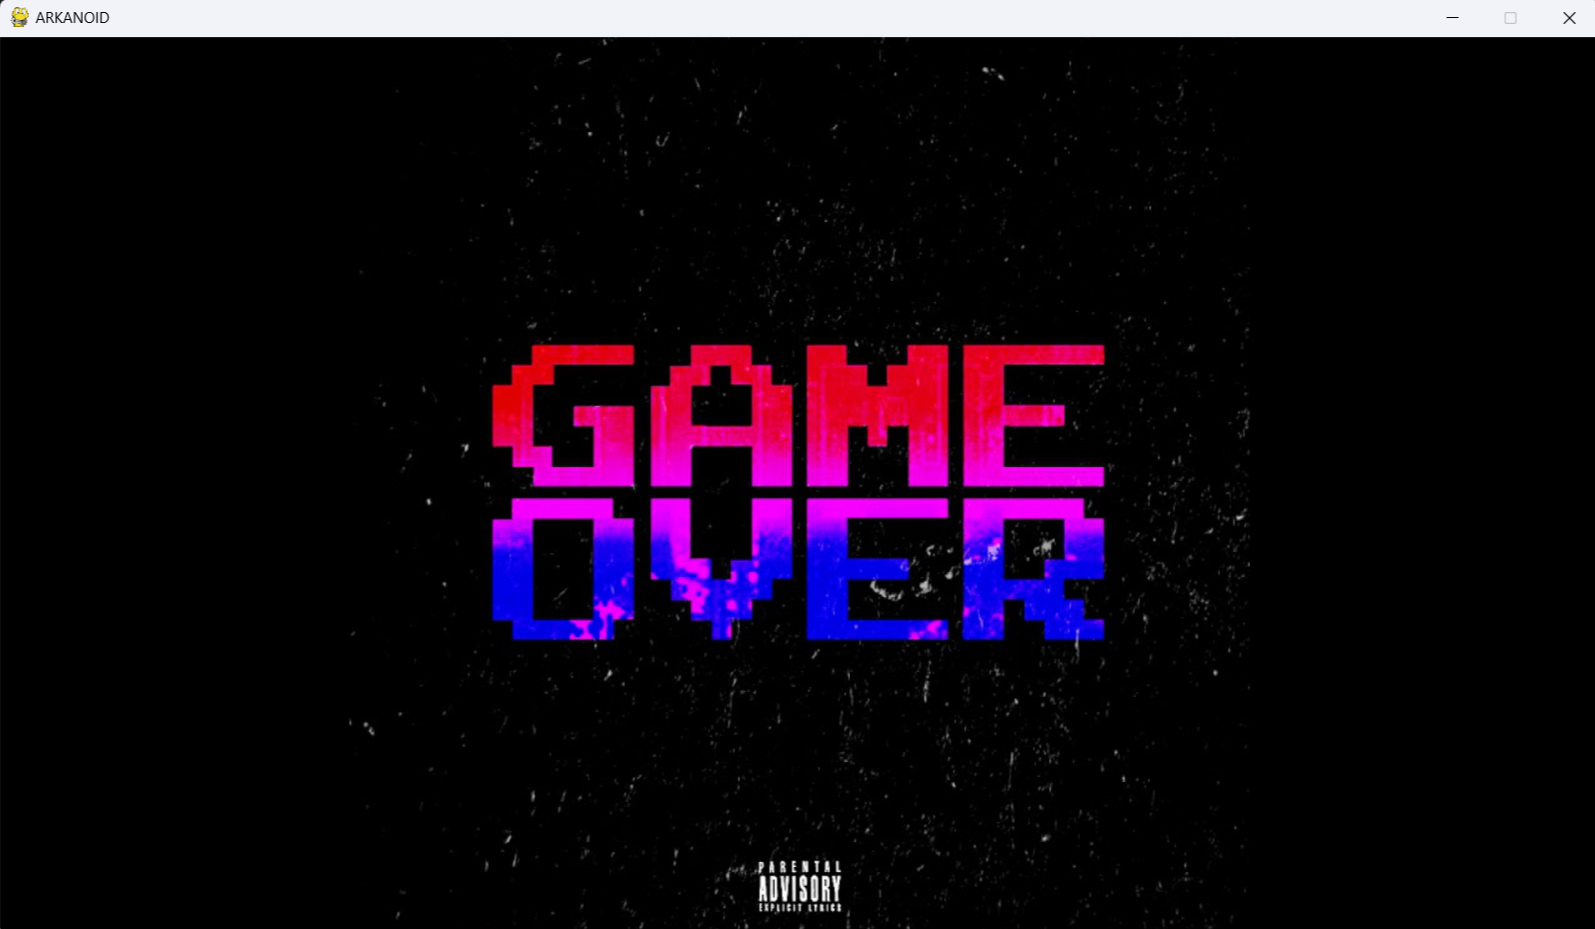 ARKANOID
GAME
OVER
PARENTAL
ADVISORY
EXPLICIT LYRICS